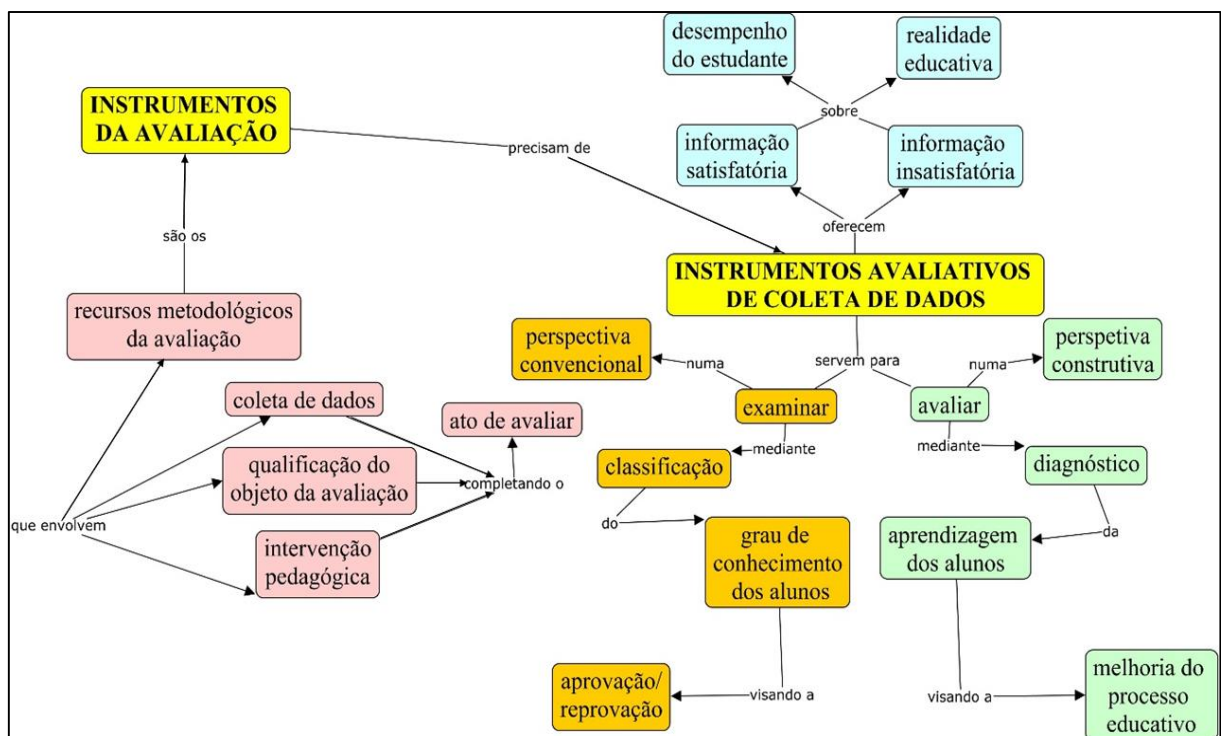 desempenho
do estudante
realidade
educativa
sobre
INSTRUMENTOS
DA AVALIAÇÃO
precisam de
informação
satisfatória
informação
insatisfatória
oferecem
são os
INSTRUMENTOS AVALIATIVOS
DE COLETA DE DADOS
recursos metodológicos
da avaliação
perspectiva
convencional
numa
servem para
numa
perspetiva
construtiva
examinar
avaliar
coleta de dados
ato de avaliar
mediante
mediante
classificação
diagnóstico
qualificação do
objeto da avaliação
completando o
que envolvem
do
da
intervenção
pedagógica
grau de
conhecimento
dos alunos
aprendizagem
dos alunos
aprovação/
reprovação
visando a
visando a
melhoria do
processo
educativo